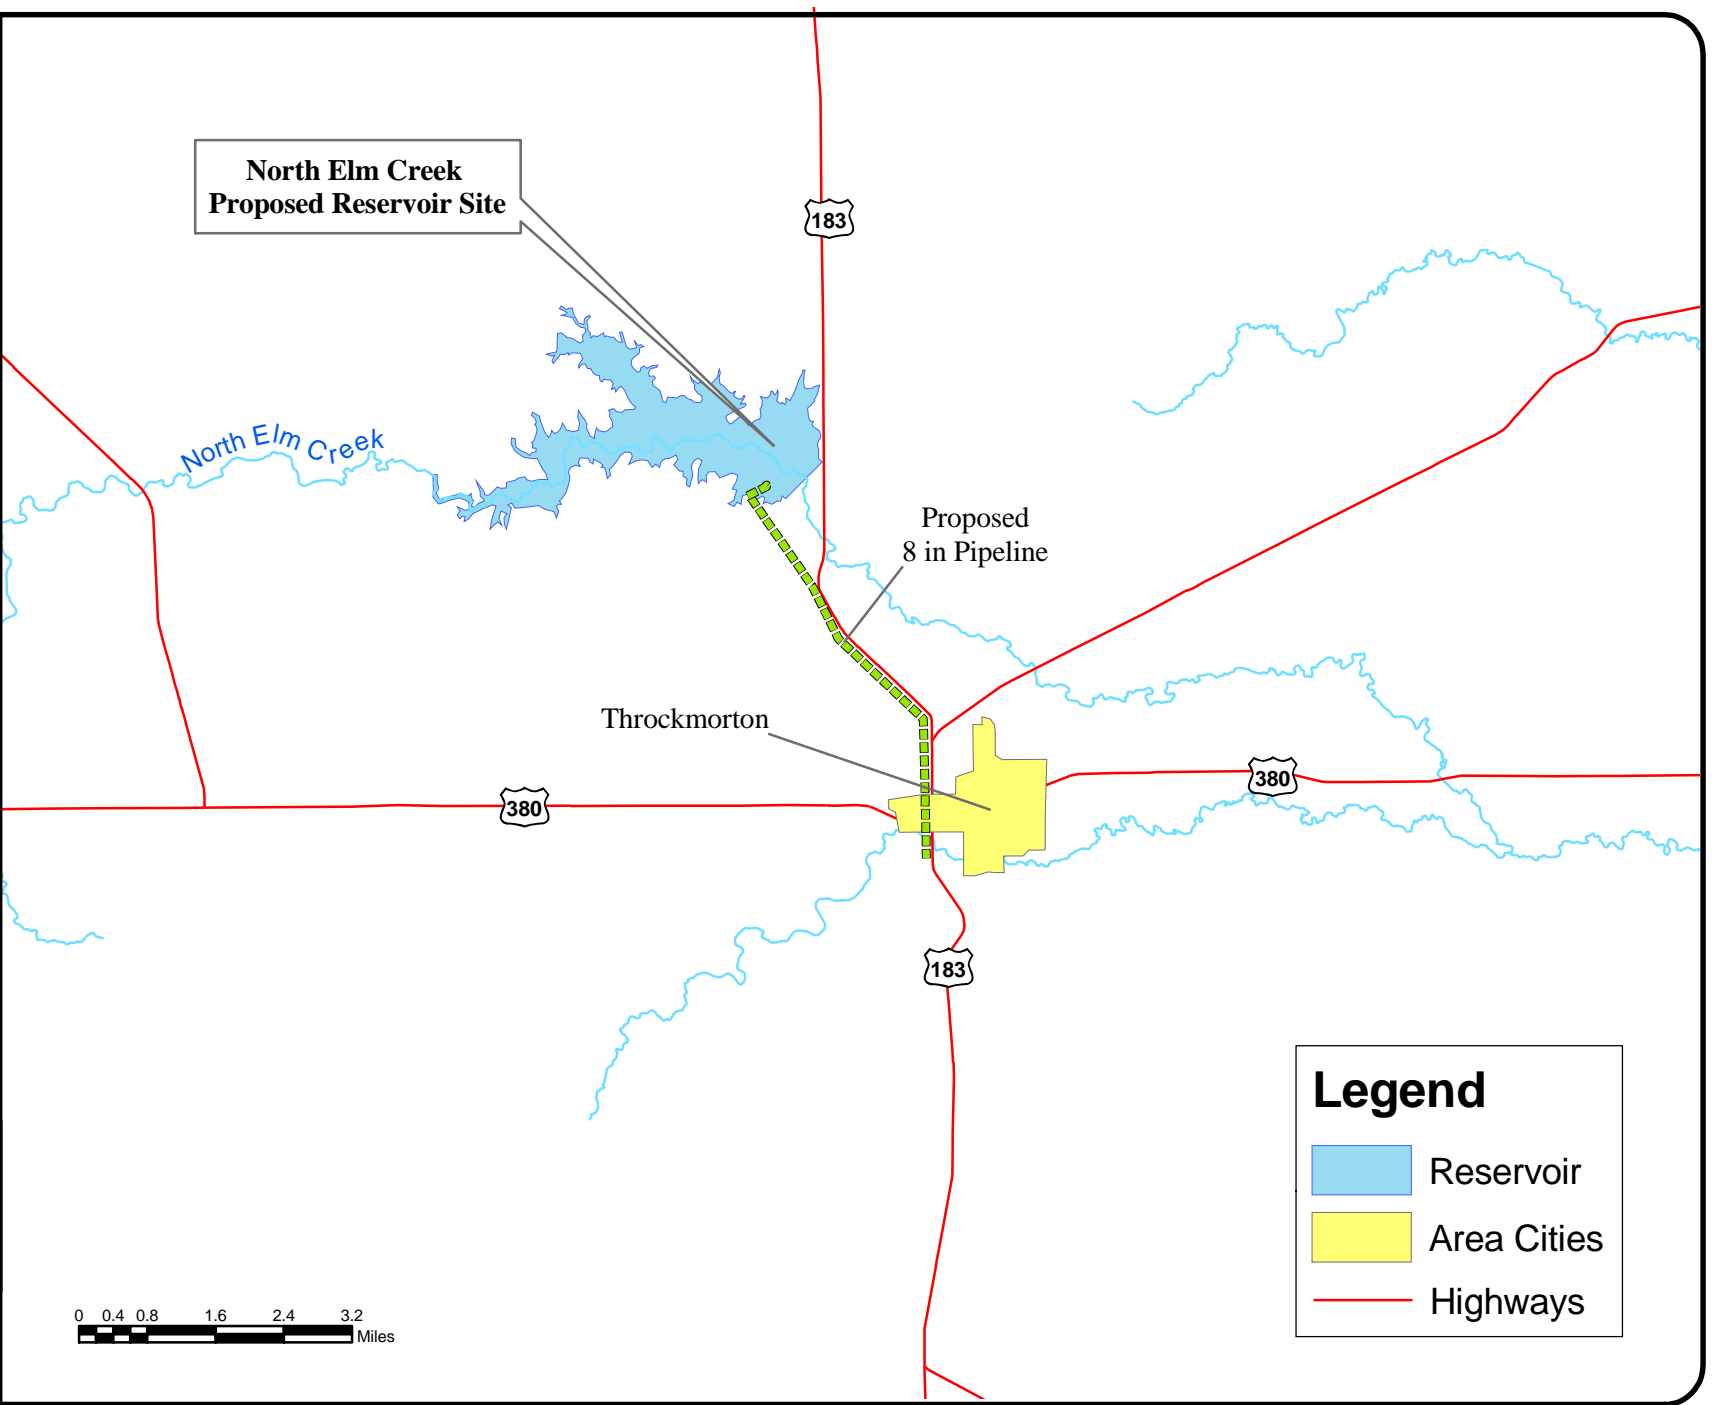 183
North Elm Creek
Proposed Reservoir Site
North Elm Creek
Proposed
8 in Pipeline
Throckmorton
380
380
183
Legend
Reservoir
Area Cities
Highways
0 0.4 0.8 1.6 2.4 3.2
Miles